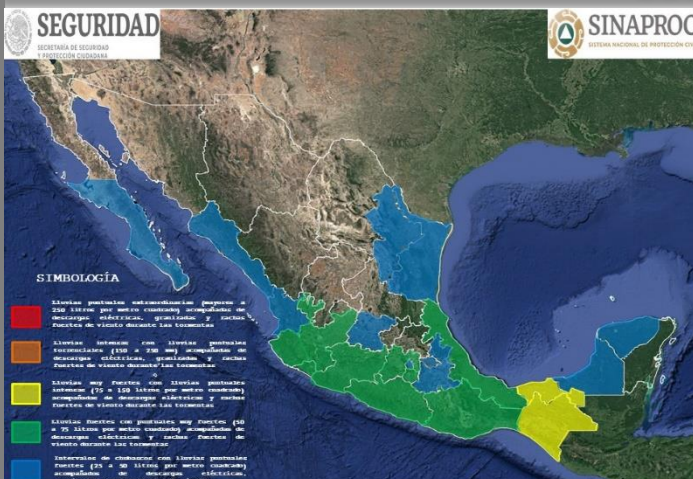 SEGURIDAD
SECRETARÍA DE SEGURIDAD
Y PROTECCIÓN CIUDADANA
SINAPROC
SISTEMA NACIONAL DE PROTECCIÓN CIV
SIMBOLOGÍA
Lluvias puntuales extraordinarias (mayores a
250 litros por metro cuadrado) acompañadas de
descargas eléctricas, granizadas y rachas
fuertes de viento durante las tormentas
Lluvias intensas con lluvias puntuales
torrenciales (150 a 250 mm) acompañadas de
descargas eléctricas, granizadas y rachas
fuertes de viento durante las tormentas
Lluvias muy fuertes con lluvias puntuales
intensas (75 a 150 litros por metro cuadrado)
acompañadas de descargas eléctricas y rachas
fuertes de viento durante las tormentas
Lluvias fuertes con puntuales muy fuertes (50
a 75 litros por metro cuadrado) acompañadas de
descargas eléctricas y rachas fuertes de
viento durante las tormentas
Intervalos de chubascos con lluvias puntuales
fuertes (25 a 50 litros por metro cuadrado)
acompañados de descargas eléctricas,